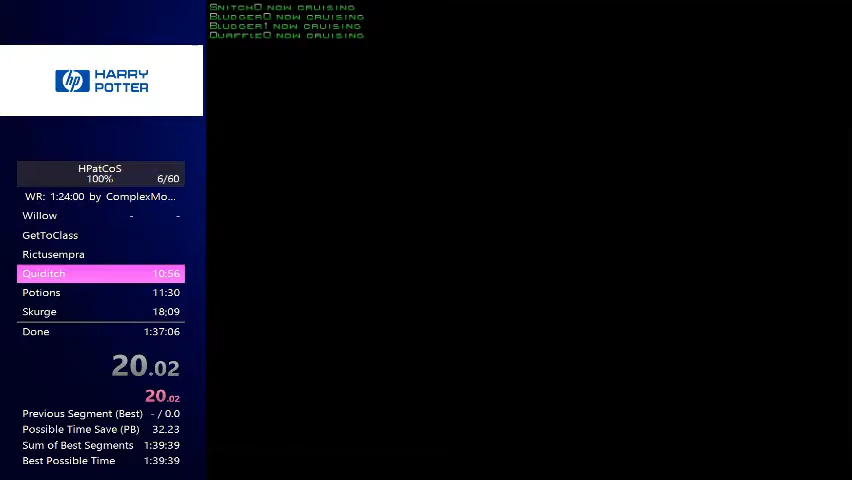 Snitch0 now cruising
Bludger0 now cruising
Bludger1 now cruising
Quaffle0 now cruising
hp HARRY
POTTER
HPatCoS
100% 6/60
WR: 1:24:00 by ComplexMo...
Willow - -
GetToClass
Rictusempra
Quiditch 10:56
Potions 11:30
Skurge 18:09
Done 1:37:06
20.02
20.02
Previous Segment (Best) - / 0.0
Possible Time Save (PB) 32.23
Sum of Best Segments 1:39:39
Best Possible Time 1:39:39